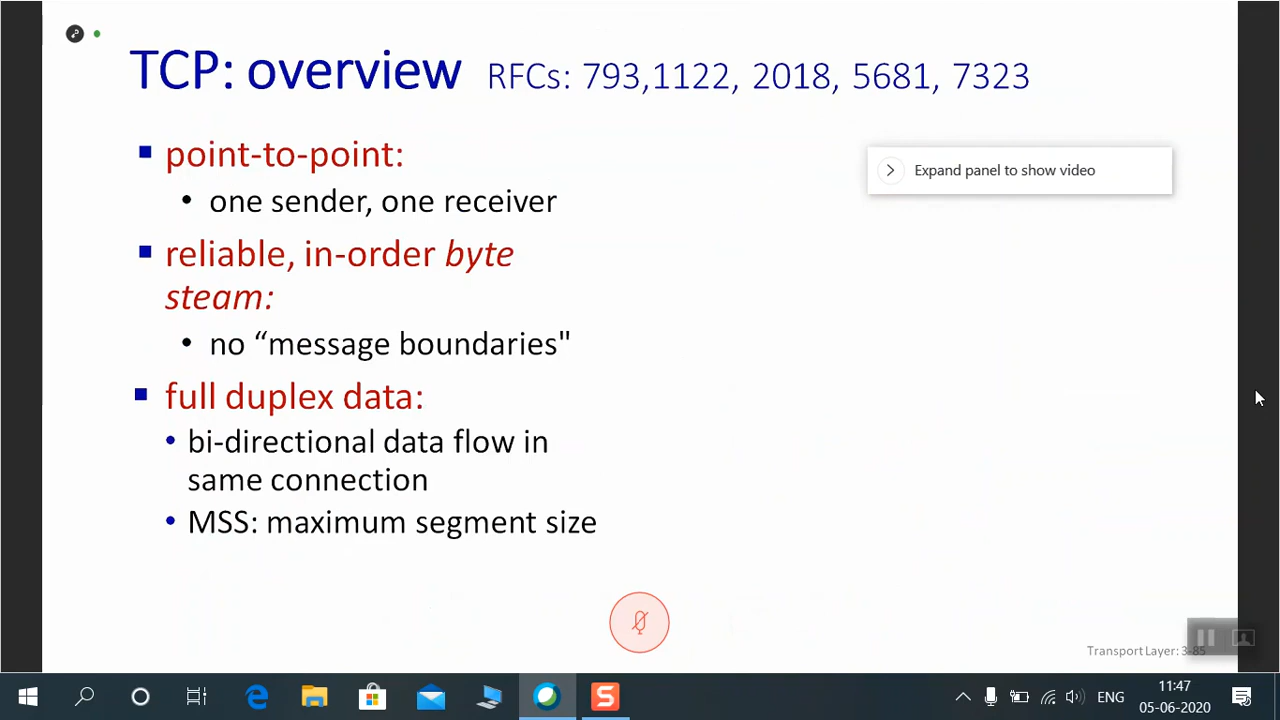 TCP: overview RFCs: 793,1122, 2018, 5681, 7323
point-to-point:
Expand panel to show video
• one sender, one receiver
reliable, in-order byte
steam:
• no “message boundaries"
full duplex data:
• bi-directional data flow in
same connection
• MSS: maximum segment size
Transport Layer: 3-85
S
ENG
11:47
05-06-2020